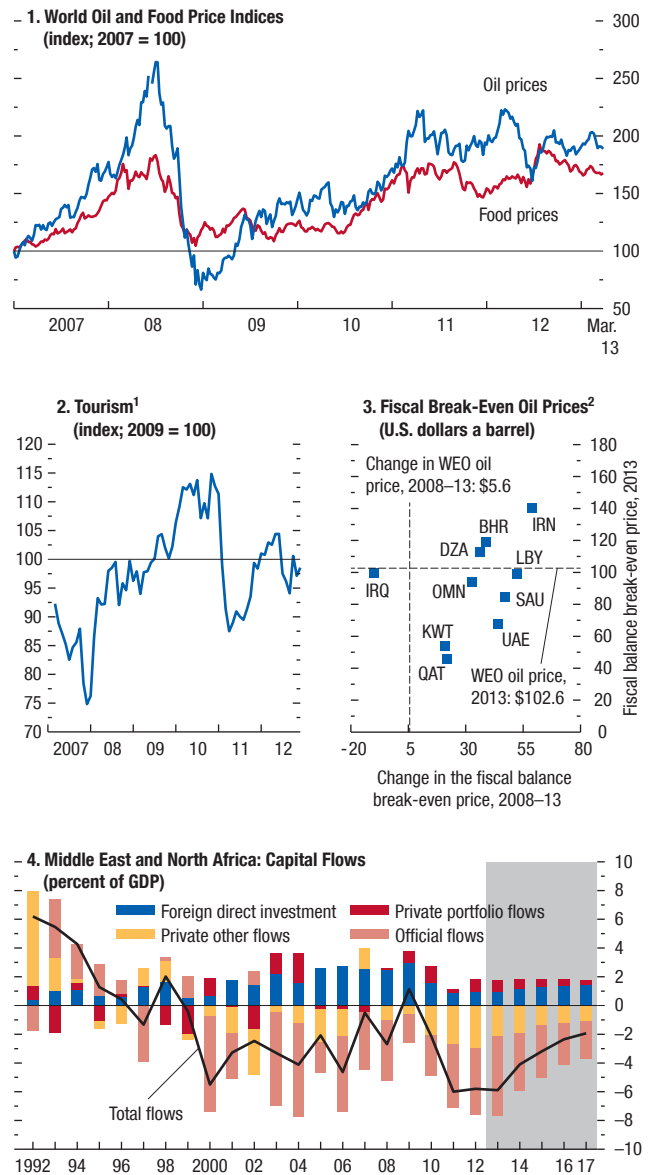 1. World Oil and Food Price Indices
(index; 2007 = 100)
300
250
200
150
100
50
Oil prices
Food prices
2007 08 09 10 11 12 Mar.
13
2. Tourism¹
(index; 2009 = 100)
120
115
110
105
100
95
90
85
80
75
70
2007 08 09 10 11 12
3. Fiscal Break-Even Oil Prices²
(U.S. dollars a barrel)
Change in WEO oil
price, 2008–13: $5.6
IRN
BHR
DZA
LBY
IRQ
OMN
SAU
KWT
UAE
QAT
WEO oil price,
2013: $102.6
180
160
140
120
100
80
60
40
20
0
Fiscal balance break-even price, 2013
-20 5 30 55 80
Change in the fiscal balance
break-even price, 2008–13
4. Middle East and North Africa: Capital Flows
(percent of GDP)
Foreign direct investment
Private portfolio flows
Private other flows
Official flows
Total flows
10
8
6
4
2
0
–2
–4
–6
–8
–10
1992 94 96 98 2000 02 04 06 08 10 12 14 16 17